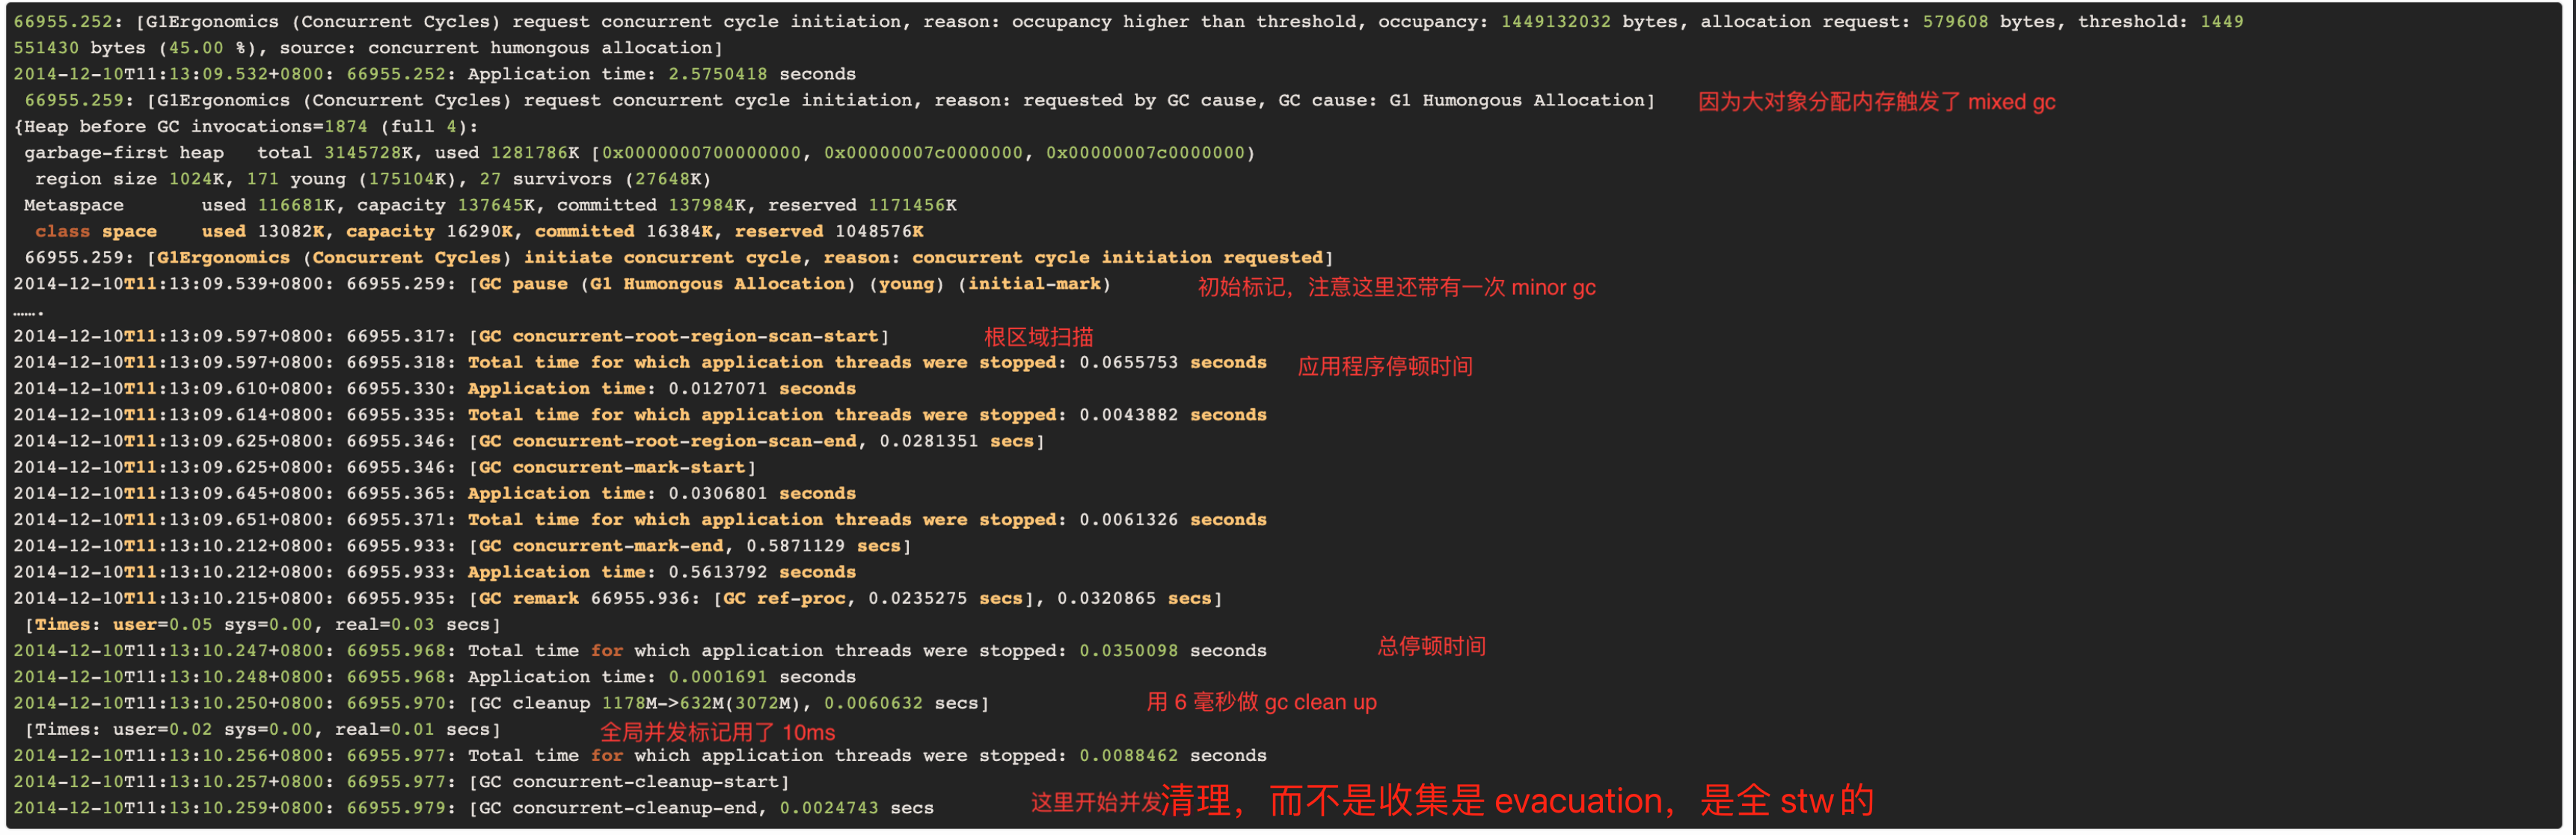 66955.252: [G1Ergonomics (Concurrent Cycles) request concurrent cycle initiation, reason: occupancy higher than threshold, occupancy: 1449132032 bytes, allocation request: 579608 bytes, threshold: 1449
551430 bytes (45.00 %), source: concurrent humongous allocation]
2014-12-10T11:13:09.532+0800: 66955.252: Application time: 2.5750418 seconds
66955.259: [G1Ergonomics (Concurrent Cycles) request concurrent cycle initiation, reason: requested by GC cause, GC cause: G1 Humongous Allocation] 因为大对象分配内存触发了 mixed gc
{Heap before GC invocations=1874 (full 4):
garbage-first heap total 3145728K, used 1281786K [0x0000000700000000, 0x00000007c0000000, 0x00000007c0000000)
region size 1024K, 171 young (175104K), 27 survivors (27648K)
Metaspace used 116681K, capacity 137645K, committed 137984K, reserved 1171456K
class space used 13082K, capacity 16290K, committed 16384K, reserved 1048576K
66955.259: [G1Ergonomics (Concurrent Cycles) initiate concurrent cycle, reason: concurrent cycle initiation requested]
2014-12-10T11:13:09.539+0800: 66955.259: [GC pause (G1 Humongous Allocation) (young) (initial-mark) 初始标记，注意这里还带有一次 minor gc
…….
2014-12-10T11:13:09.597+0800: 66955.317: [GC concurrent-root-region-scan-start] 根区域扫描
2014-12-10T11:13:09.597+0800: 66955.318: Total time for which application threads were stopped: 0.0655753 seconds 应用程序停顿时间
2014-12-10T11:13:09.610+0800: 66955.330: Application time: 0.0127071 seconds
2014-12-10T11:13:09.614+0800: 66955.335: Total time for which application threads were stopped: 0.0043882 seconds
2014-12-10T11:13:09.625+0800: 66955.346: [GC concurrent-root-region-scan-end, 0.0281351 secs]
2014-12-10T11:13:09.625+0800: 66955.346: [GC concurrent-mark-start]
2014-12-10T11:13:09.645+0800: 66955.365: Application time: 0.0306801 seconds
2014-12-10T11:13:09.651+0800: 66955.371: Total time for which application threads were stopped: 0.0061326 seconds
2014-12-10T11:13:10.212+0800: 66955.933: [GC concurrent-mark-end, 0.5871129 secs]
2014-12-10T11:13:10.212+0800: 66955.933: Application time: 0.5613792 seconds
2014-12-10T11:13:10.215+0800: 66955.935: [GC remark 66955.936: [GC ref-proc, 0.0235275 secs], 0.0320865 secs]
[Times: user=0.05 sys=0.00, real=0.03 secs]
2014-12-10T11:13:10.247+0800: 66955.968: Total time for which application threads were stopped: 0.0350098 seconds 总停顿时间
2014-12-10T11:13:10.248+0800: 66955.968: Application time: 0.0001691 seconds
2014-12-10T11:13:10.250+0800: 66955.970: [GC cleanup 1178M->632M(3072M), 0.0060632 secs] 用 6 毫秒做 gc clean up
[Times: user=0.02 sys=0.00, real=0.01 secs] 全局并发标记用了 10ms
2014-12-10T11:13:10.256+0800: 66955.977: Total time for which application threads were stopped: 0.0088462 seconds
2014-12-10T11:13:10.257+0800: 66955.977: [GC concurrent-cleanup-start]
2014-12-10T11:13:10.259+0800: 66955.979: [GC concurrent-cleanup-end, 0.0024743 secs 这里开始并发清理，而不是收集是 evacuation，是全 stw 的